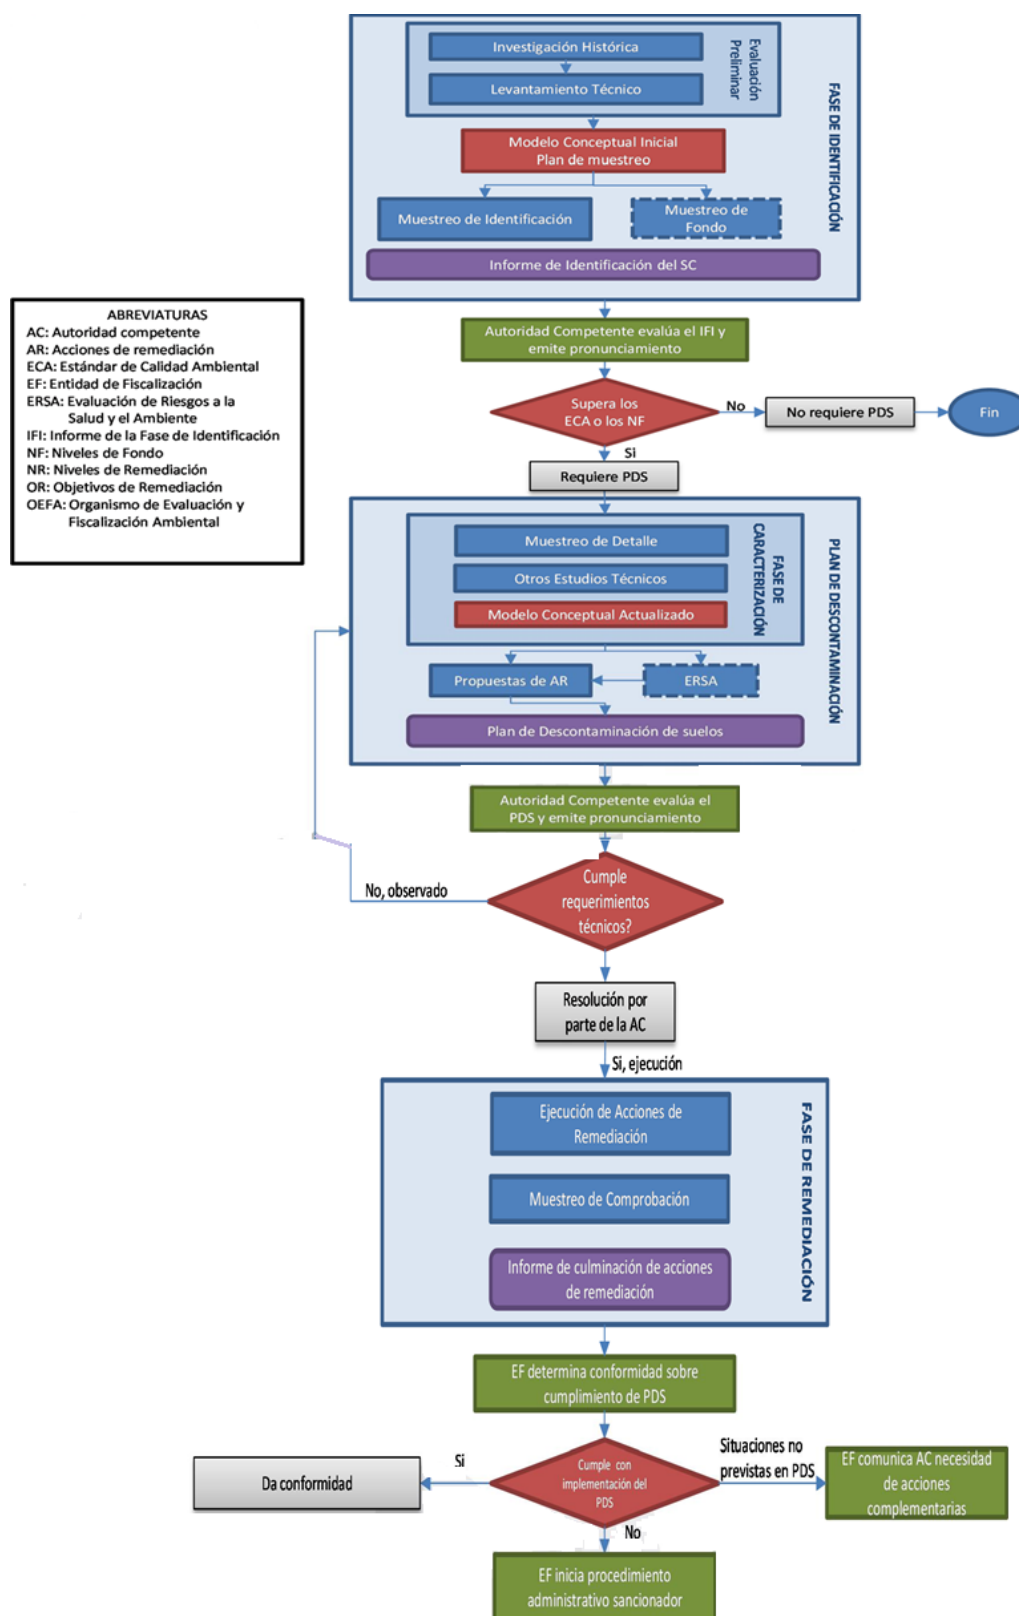 Investigación Histórica
Levantamiento Técnico
Evaluación
Preliminar
FASE DE IDENTIFICACIÓN
Modelo Conceptual Inicial
Plan de muestreo
Muestreo de Identificación
Muestreo de
Fondo
Informe de Identificación del SC
ABREVIATURAS
AC: Autoridad competente
AR: Acciones de remediación
ECA: Estándar de Calidad Ambiental
EF: Entidad de Fiscalización
ERSA: Evaluación de Riesgos a la
Salud y el Ambiente
IFI: Informe de la Fase de Identificación
NF: Niveles de Fondo
NR: Niveles de Remediación
OR: Objetivos de Remediación
OEFA: Organismo de Evaluación y
Fiscalización Ambiental
Autoridad Competente evalúa el IFI y
emite pronunciamiento
Supera los
ECA o los NF
No
No requiere PDS
Fin
Si
Requiere PDS
Muestreo de Detalle
Otros Estudios Técnicos
Modelo Conceptual Actualizado
FASE DE
CARACTERIZACIÓN
PLAN DE DESCONTAMINACIÓN
Propuestas de AR
ERSA
Plan de Descontaminación de suelos
Autoridad Competente evalúa el
PDS y emite pronunciamiento
Cumple
requerimientos
técnicos?
No, observado
Resolución por
parte de la AC
Si, ejecución
Ejecución de Acciones de
Remediación
Muestreo de Comprobación
Informe de culminación de acciones
de remediación
FASE DE REMEDIACIÓN
EF determina conformidad sobre
cumplimiento de PDS
Cumple con
implementación del
PDS
Si
Da conformidad
Situaciones no
previstas en PDS
EF comunica AC necesidad
de acciones
complementarias
No
EF inicia procedimiento
administrativo sancionador